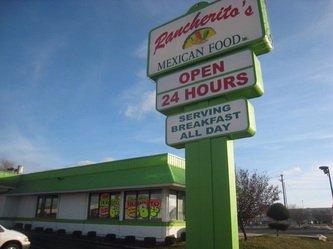 Rancherito's
MEXICAN FOOD
OPEN
24 HOURS
SERVING
BREAKFAST
ALL DAY